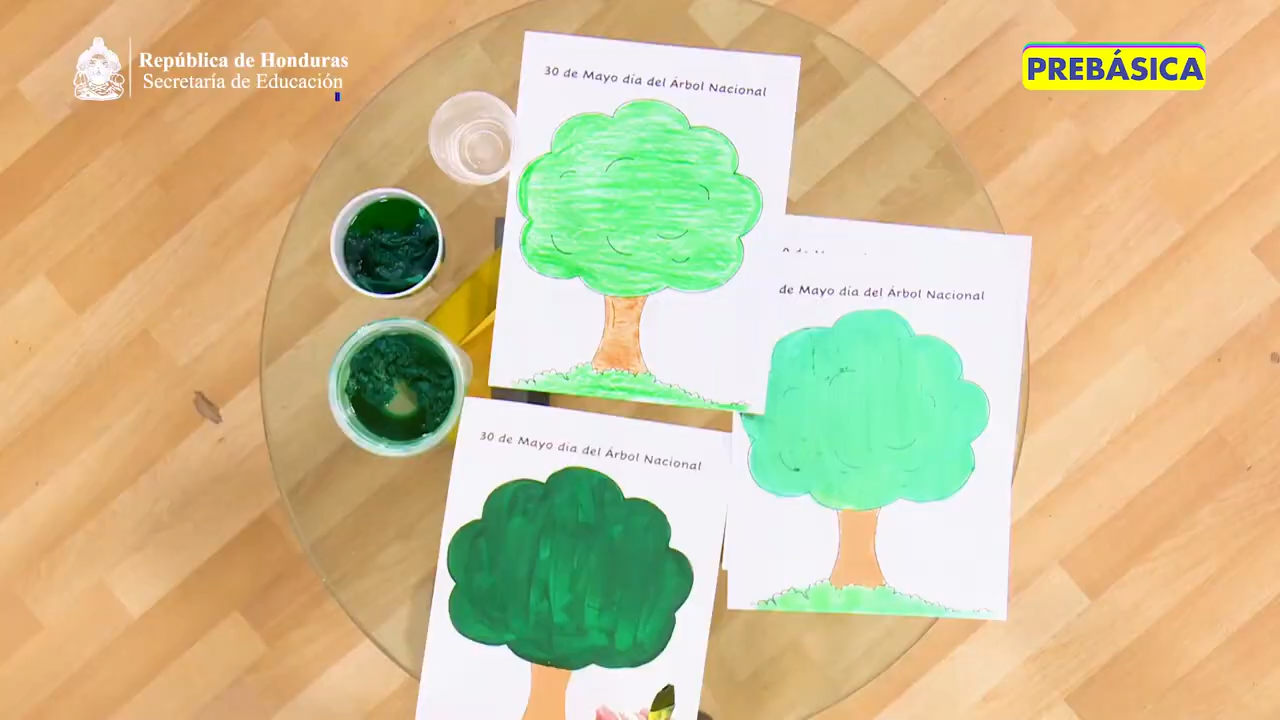 República de Honduras
Secretaría de Educación
PREBÁSICA
30 de Mayo día del Árbol Nacional
de Mayo día del Árbol Nacional
30 de Mayo día del Árbol Nacional